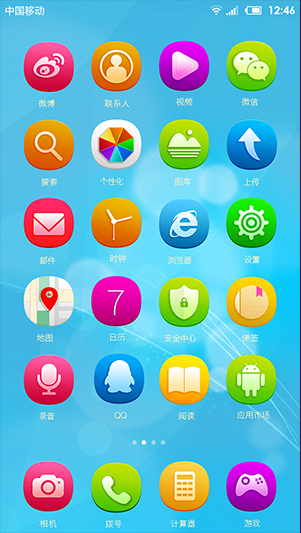 中国移动 12:46
微博 联系人 视频 微信
搜索 个性化 图库 上传
邮件 时钟 浏览器 设置
7
地图 日历 安全中心 便签
录音 QQ 阅读 应用市场
相机 拨号 计算器 游戏